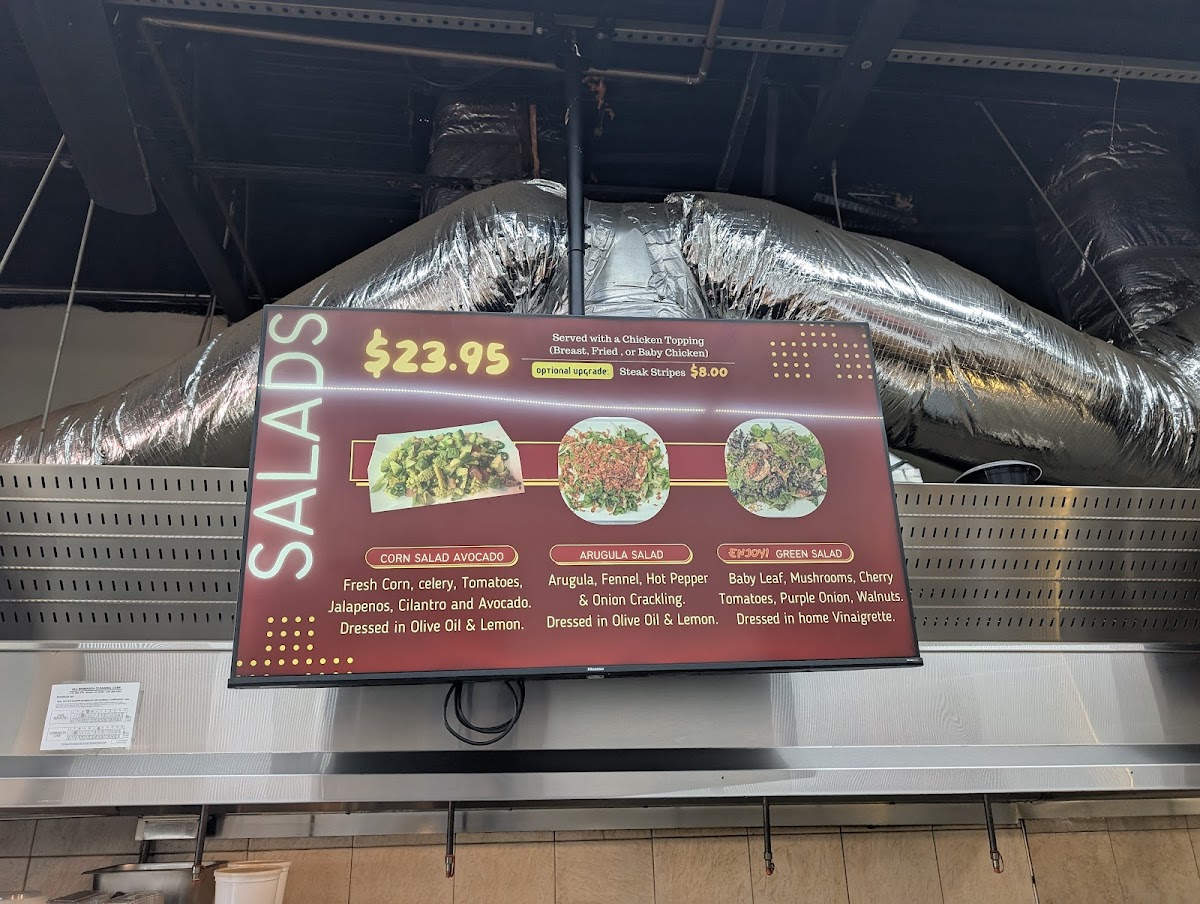 SALADS
$23.95
Served with a Chicken Topping
(Breast, Fried , or Baby Chicken)
optional upgrade: Steak Stripes $8.00
CORN SALAD AVOCADO
Fresh Corn, celery, Tomatoes,
Jalapenos, Cilantro and Avocado.
Dressed in Olive Oil & Lemon.
ARUGULA SALAD
Arugula, Fennel, Hot Pepper
& Onion Crackling.
Dressed in Olive Oil & Lemon.
ENJOY! GREEN SALAD
Baby Leaf, Mushrooms, Cherry
Tomatoes, Purple Onion, Walnuts.
Dressed in home Vinaigrette.
Hisense